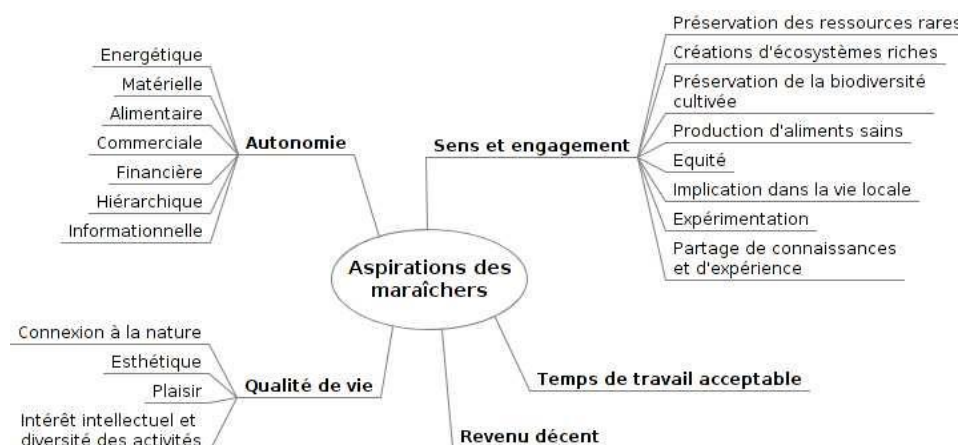 Energétique
Matérielle
Alimentaire
Commerciale
Financière
Hiérarchique
Informationnelle
Autonomie
Préservation des ressources rares
Créations d'écosystèmes riches
Préservation de la biodiversité
cultivée
Production d'aliments sains
Equité
Implication dans la vie locale
Expérimentation
Partage de connaissances
et d'expérience
Sens et engagement
Aspirations des
maraîchers
Connexion à la nature
Esthétique
Plaisir
Intérêt intellectuel et
diversité des activités
Qualité de vie
Temps de travail acceptable
Revenu décent